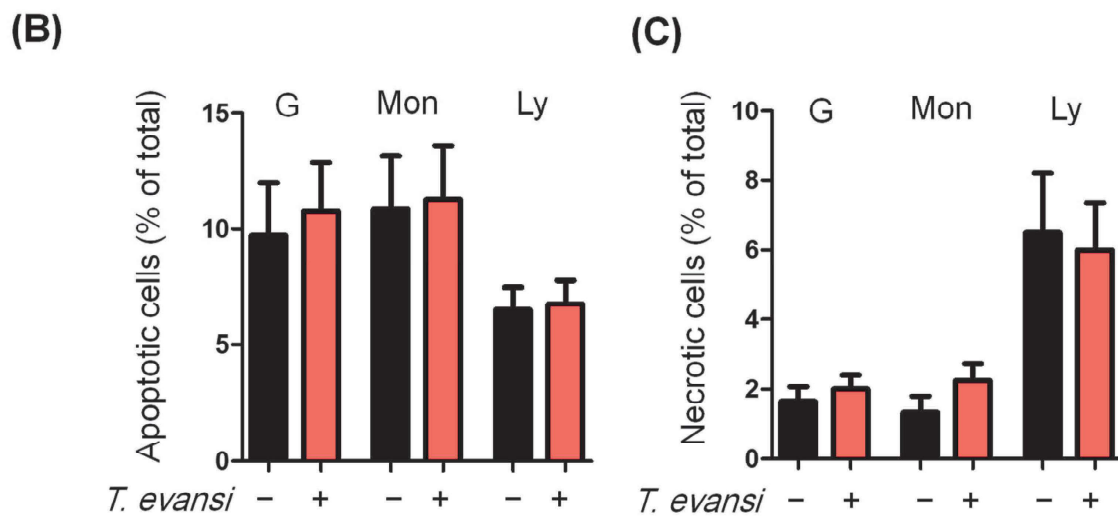 (B)
G Mon Ly
Apoptotic cells (% of total)
15
10
5
0
T. evansi − + − + − +
(C)
G Mon Ly
Necrotic cells (% of total)
10
8
6
4
2
0
T. evansi − + − + − +